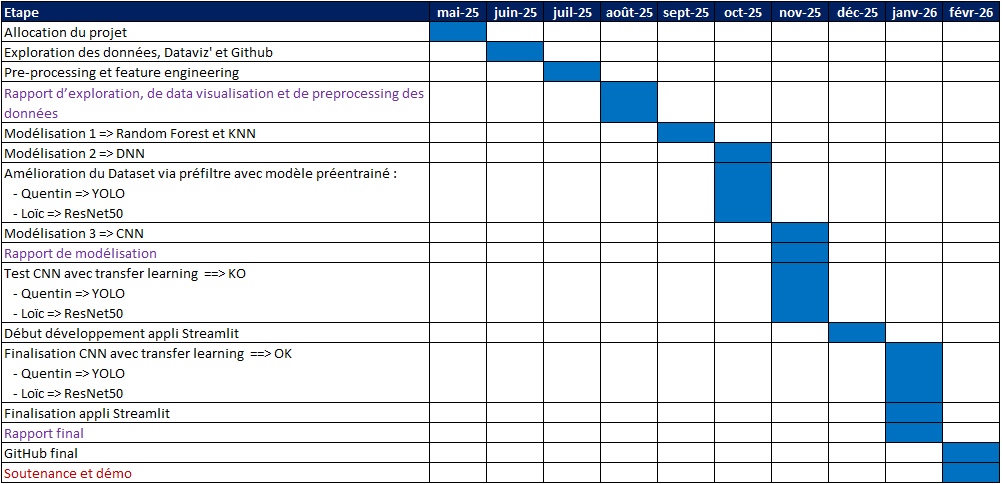 Etape mai-25 juin-25 juil-25 août-25 sept-25 oct-25 nov-25 déc-25 janv-26 févr-26
Allocation du projet
Exploration des données, Dataviz' et Github
Pre-processing et feature engineering
Rapport d’exploration, de data visualisation et de preprocessing des
données
Modélisation 1 => Random Forest et KNN
Modélisation 2 => DNN
Amélioration du Dataset via préfiltre avec modèle préentrainé :
- Quentin => YOLO
- Loïc => ResNet50
Modélisation 3 => CNN
Rapport de modélisation
Test CNN avec transfer learning ==> KO
- Quentin => YOLO
- Loïc => ResNet50
Début développement appli Streamlit
Finalisation CNN avec transfer learning ==> OK
- Quentin => YOLO
- Loïc => ResNet50
Finalisation appli Streamlit
Rapport final
GitHub final
Soutenance et démo